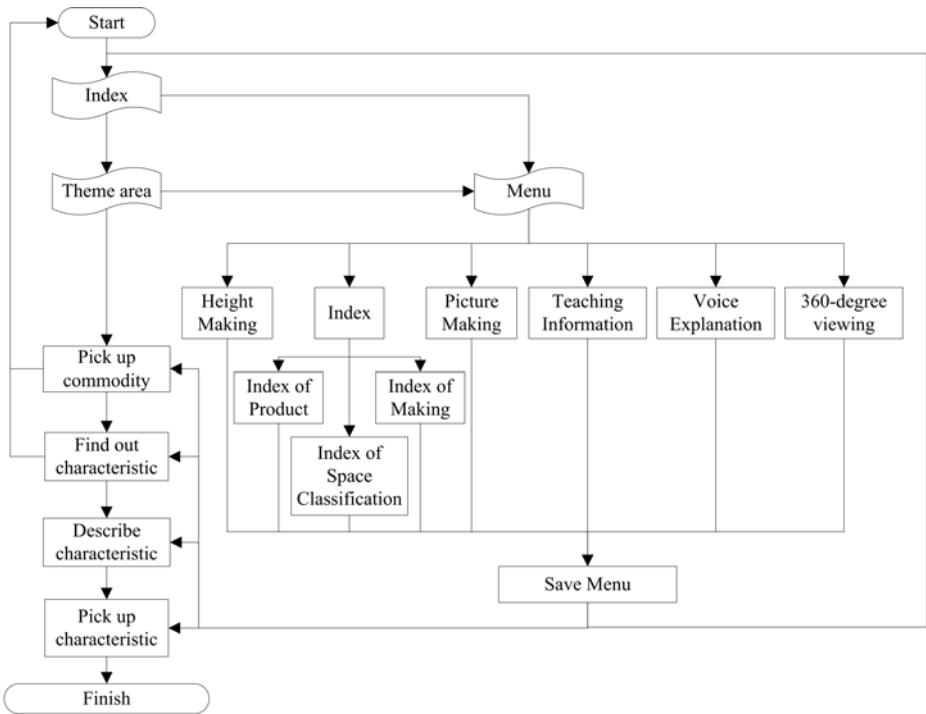 Start
Index
Theme area
Menu
Height
Making
Index
Picture
Making
Teaching
Information
Voice
Explanation
360-degree
viewing
Pick up
commodity
Index of
Product
Index of
Making
Find out
characteristic
Index of
Space
Classification
Describe
characteristic
Save Menu
Pick up
characteristic
Finish